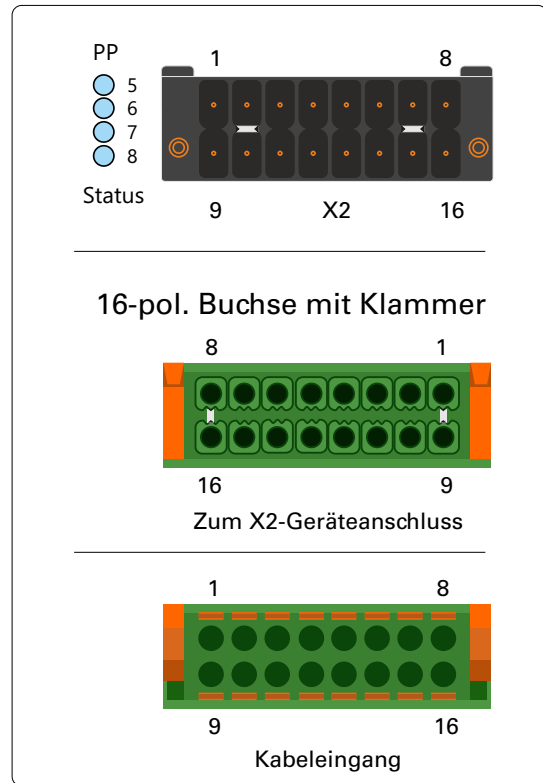 PP
1 8
5
6
7
8
Status
9 X2 16
16-pol. Buchse mit Klammer
8 1
16 9
Zum X2-Geräteanschluss
1 8
9 16
Kabeleingang